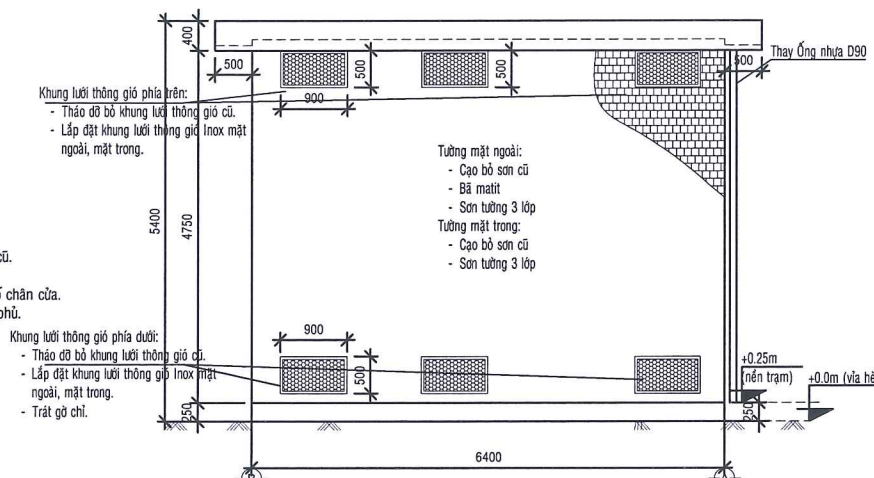 400
500
500
500
500
Thay Ống nhựa D90
Khung lưới thông gió phía trên:
- Tháo dỡ bỏ khung lưới thông gió cũ.
- Lắp đặt khung lưới thông gió Inox mặt
ngoài, mặt trong.
900
Tường mặt ngoài:
- Cạo bỏ sơn cũ
- Bã matit
- Sơn tường 3 lớp
Tường mặt trong:
- Cạo bỏ sơn cũ
- Sơn tường 3 lớp
5400
4750
cũ.
chân cửa.
phủ.
Khung lưới thông gió phía dưới:
- Tháo dỡ bỏ khung lưới thông gió cũ.
- Lắp đặt khung lưới thông gió Inox mặt
ngoài, mặt trong.
- Trát gờ chỉ.
900
500
250
+0.25m
(nền trạm)
+0.0m (vỉa hè
250
6400